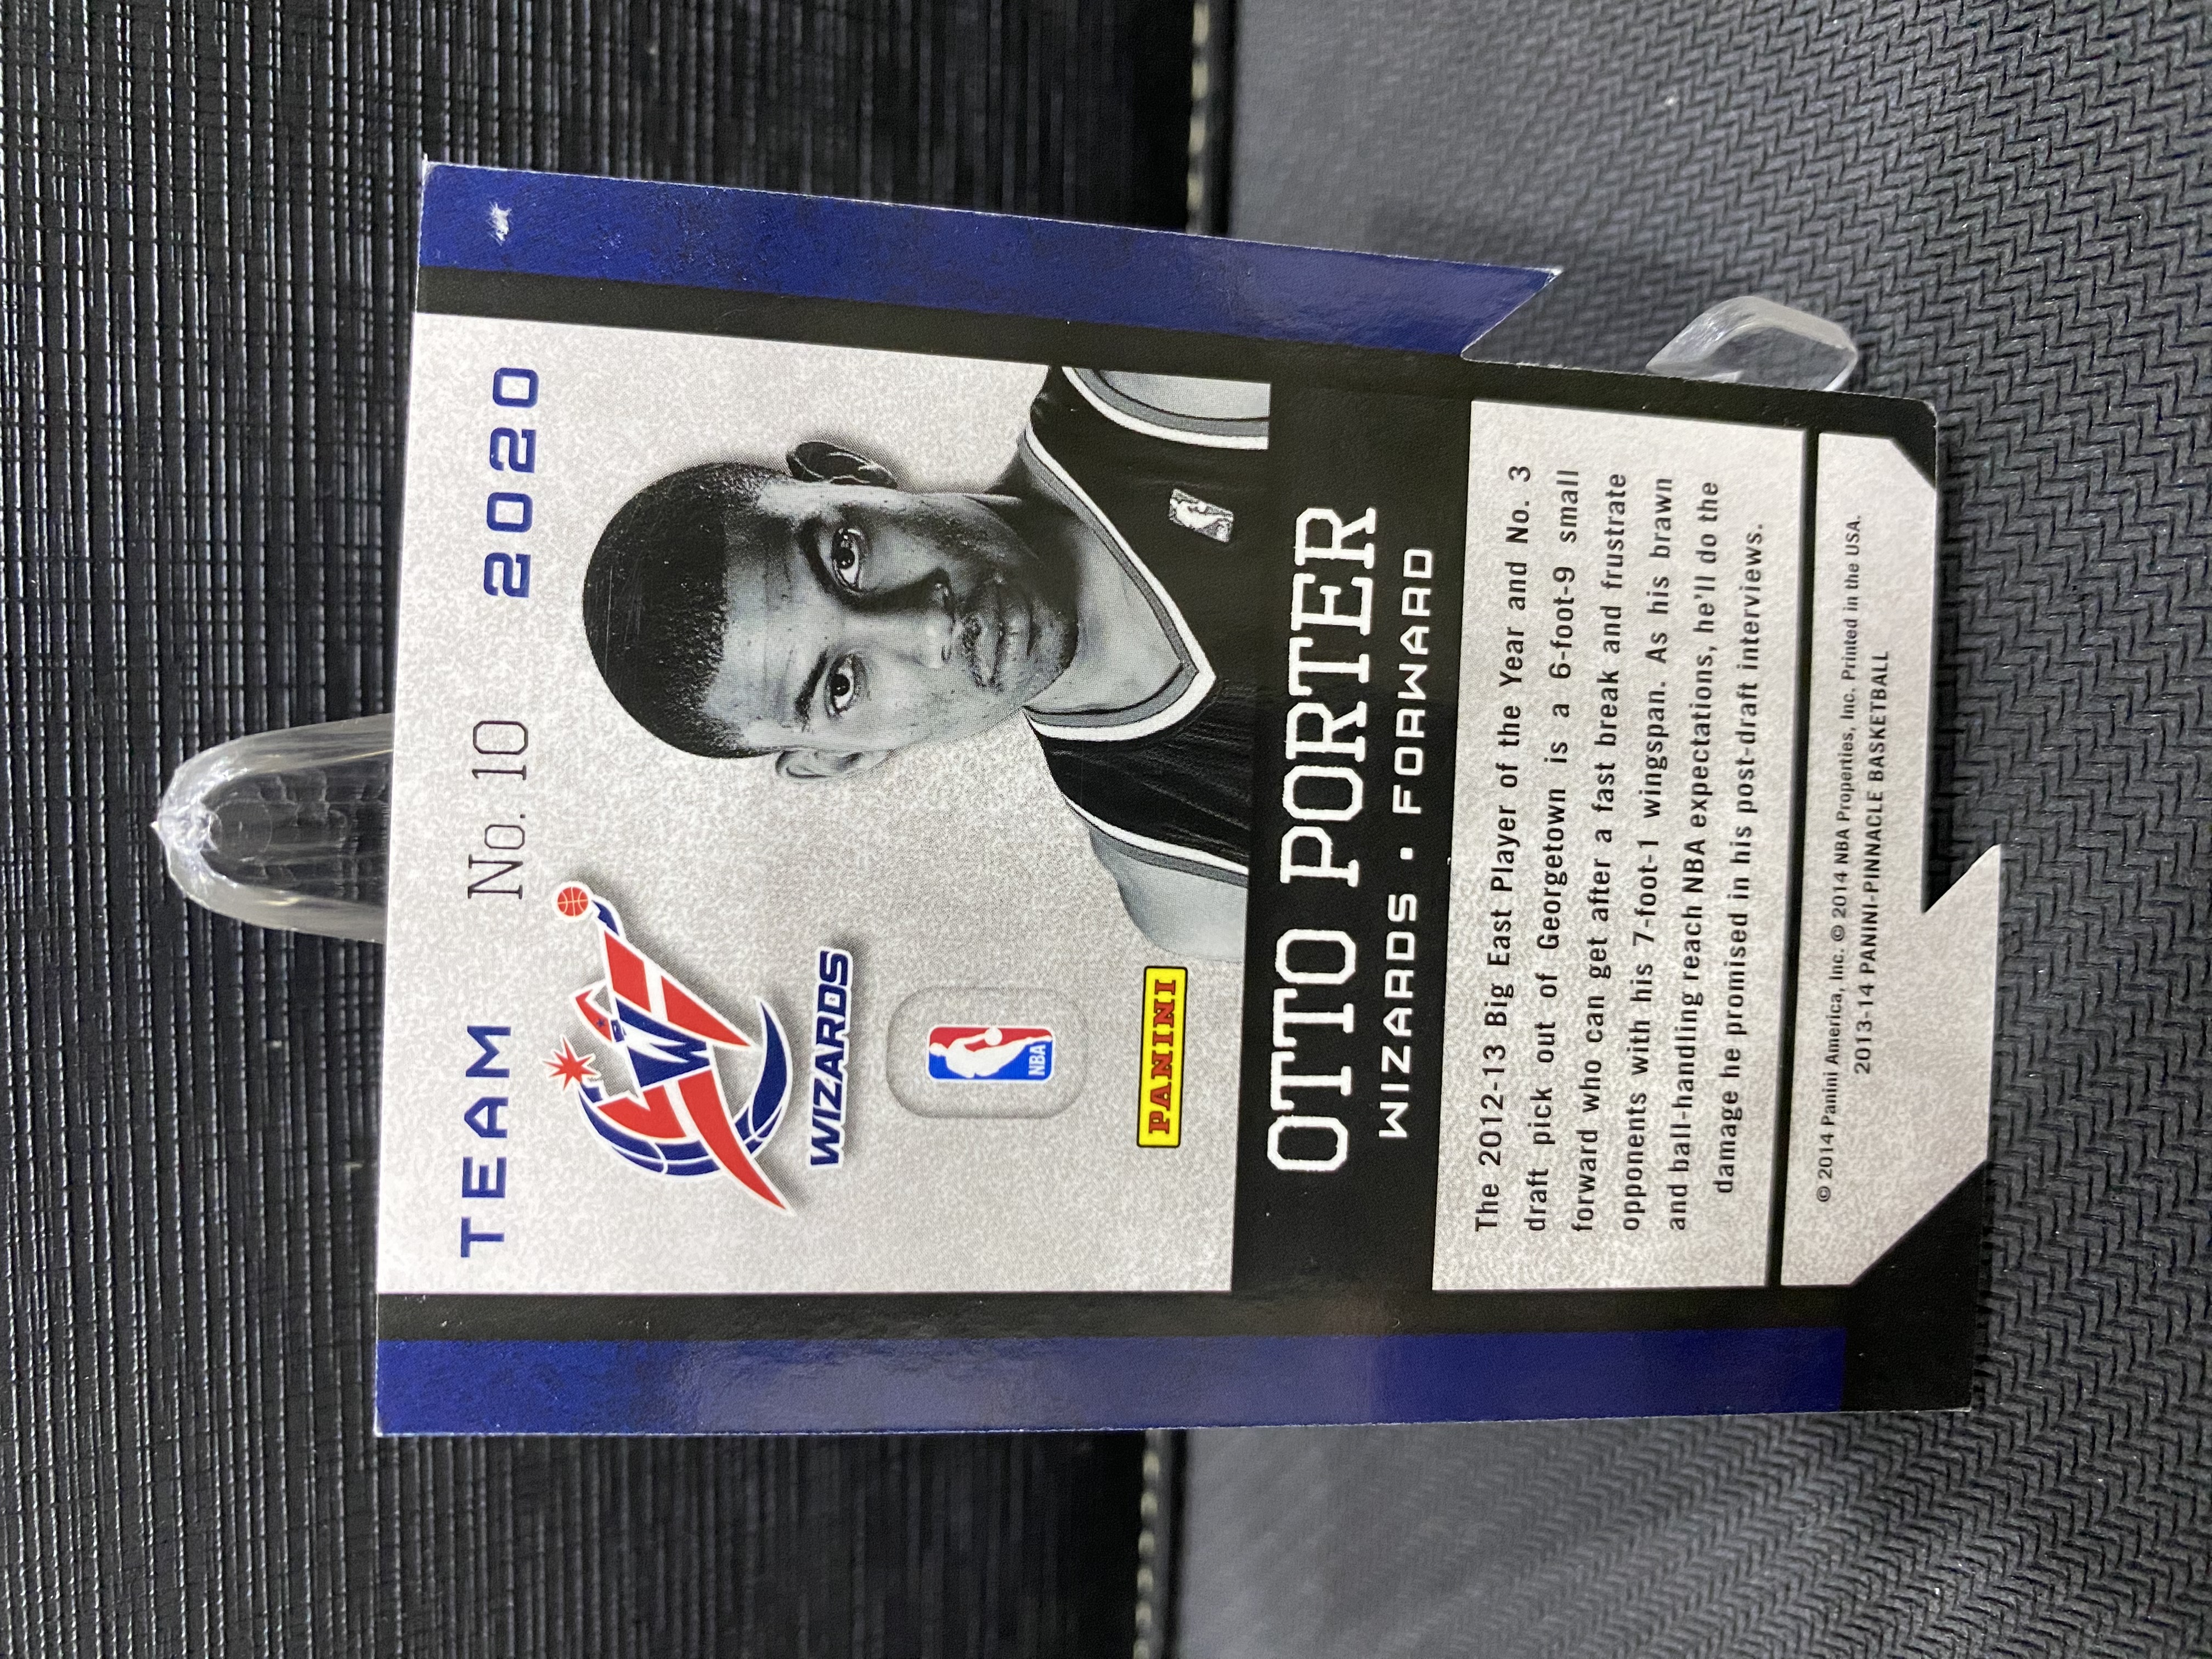 TEAM No. 10 2020
WIZARDS
NBA
PANINI
OTTO PORTER
WIZARDS • FORWARD
The 2012-13 Big East Player of the Year and No. 3
draft pick out of Georgetown is a 6-foot-9 small
forward who can get after a fast break and frustrate
opponents with his 7-foot-1 wingspan. As his brawn
and ball-handling reach NBA expectations, he'll do the
damage he promised in his post-draft interviews.
© 2014 Panini America, Inc. © 2014 NBA Properties, Inc. Printed in the USA.
2013-14 PANINI-PINNACLE BASKETBALL